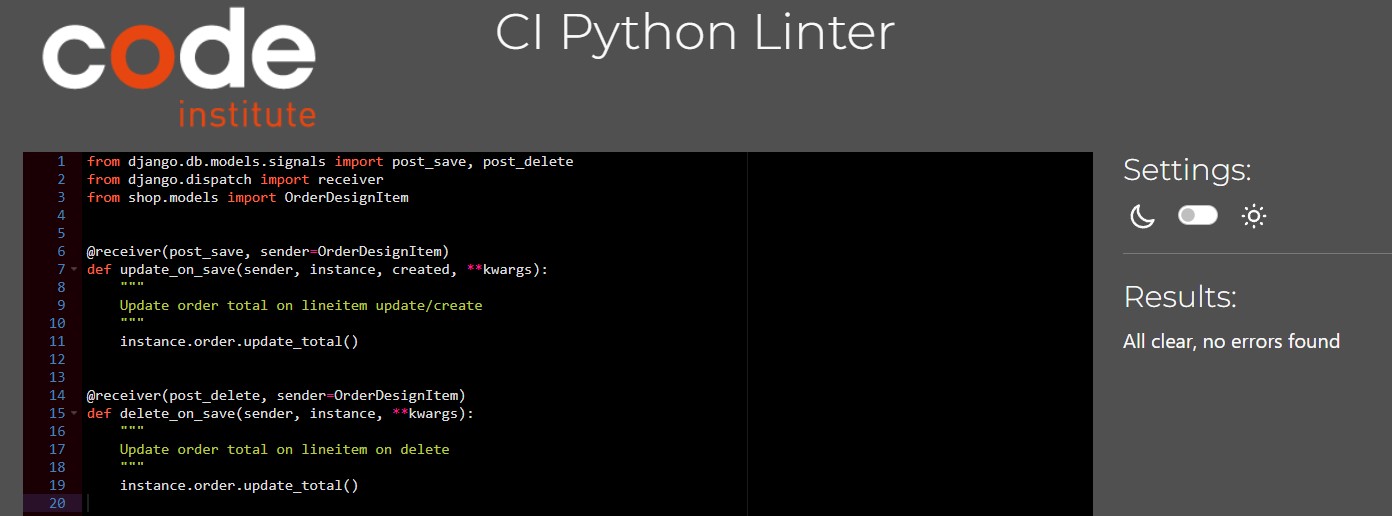 code
institute
CI Python Linter
1 from django.db.models.signals import post_save, post_delete
2 from django.dispatch import receiver
3 from shop.models import OrderDesignItem
4
5
6 @receiver(post_save, sender=OrderDesignItem)
7 def update_on_save(sender, instance, created, **kwargs):
8     """
9     Update order total on lineitem update/create
10     """
11     instance.order.update_total()
12
13
14 @receiver(post_delete, sender=OrderDesignItem)
15 def delete_on_save(sender, instance, **kwargs):
16     """
17     Update order total on lineitem on delete
18     """
19     instance.order.update_total()
20
Settings:
Results:
All clear, no errors found